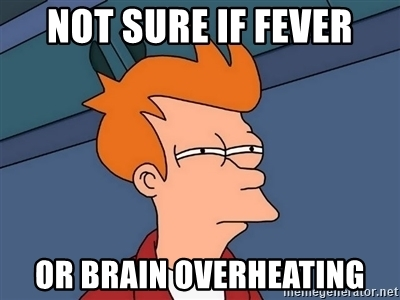 NOT SURE IF FEVER
OR BRAIN OVERHEATING
memegenerator.net